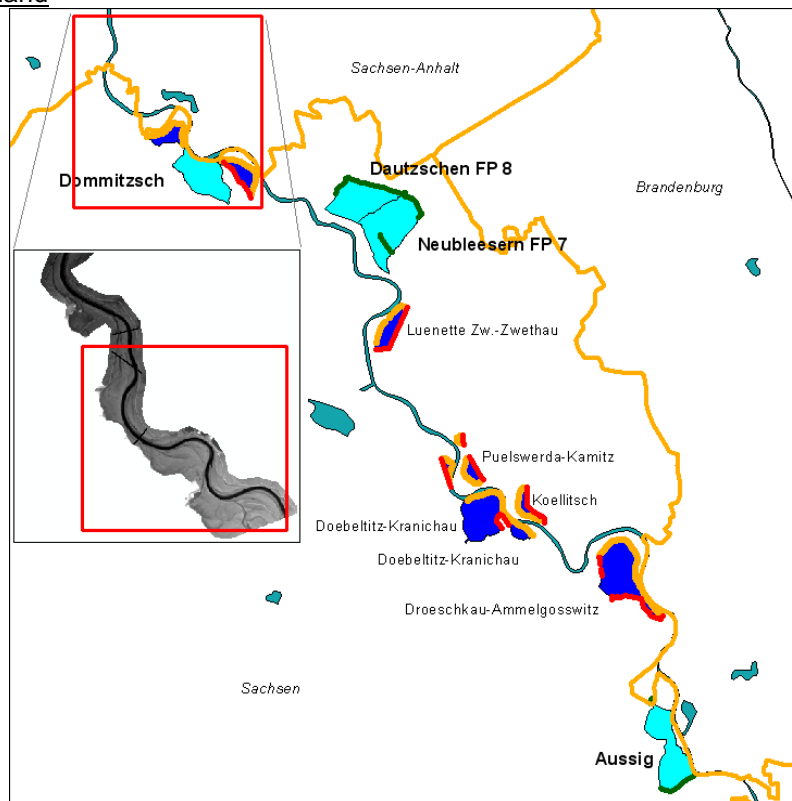 Sachsen-Anhalt
Dautzschen FP 8
Dommitzsch
Brandenburg
Neubleesern FP 7
Luenette Zw.-Zwethau
Puelswerda-Kamitz
Koellitsch
Doebeltitz-Kranichau
Doebeltitz-Kranichau
Droeschkau-Ammelgosswitz
Sachsen
Aussig